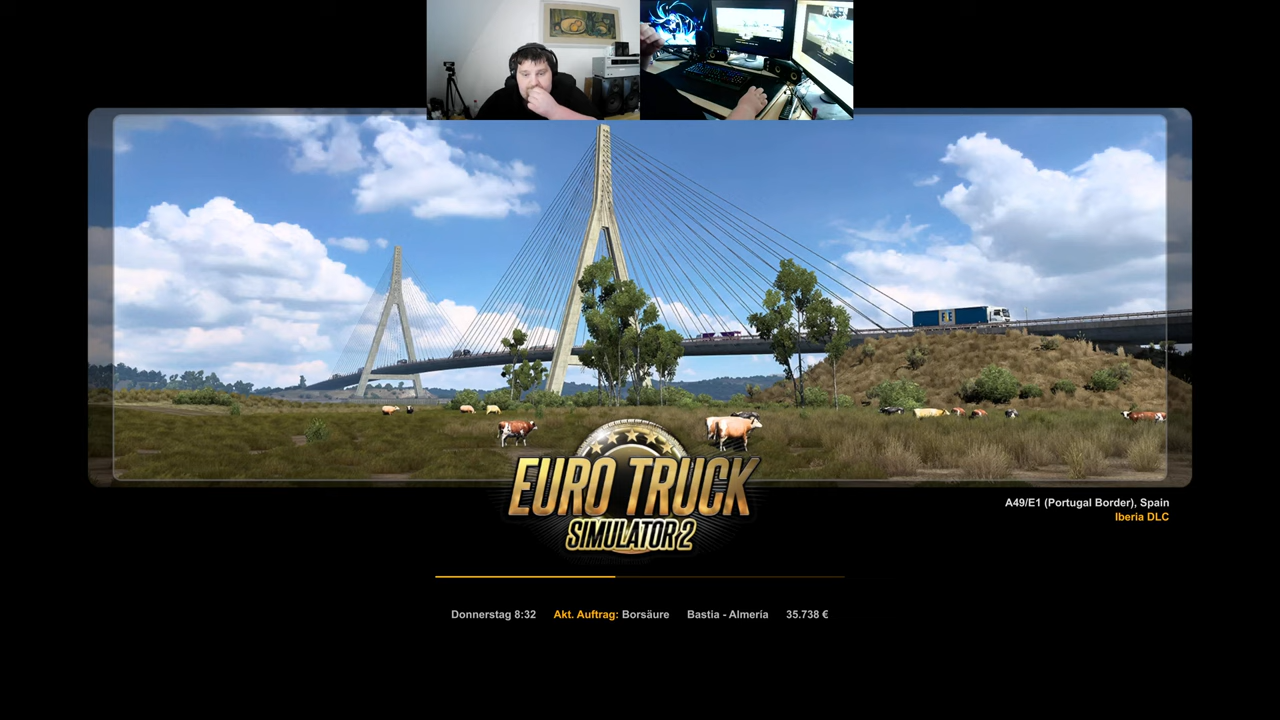 EURO TRUCK
SIMULATOR 2
A49/E1 (Portugal Border), Spain
Iberia DLC
Donnerstag 8:32 Akt. Auftrag: Borsäure Bastia - Almería 35.738 €